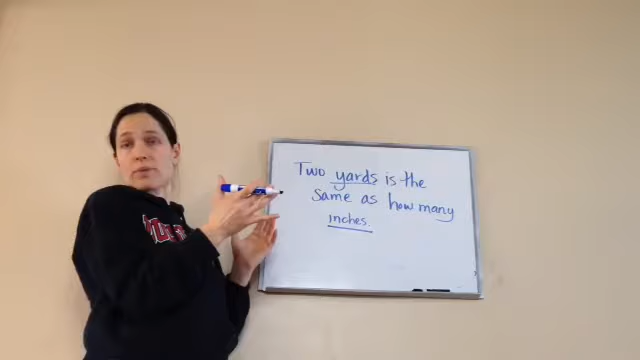 Two yards is the
same as how many
inches.